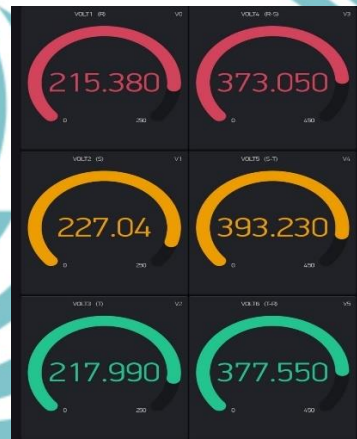 VOLT1 (R) V0 VOLT4 (R-S) V3
215.380 373.050
0 250 0 450
VOLT2 (S) V1 VOLT5 (S-T) V4
227.04 393.230
0 250 0 450
VOLT3 (T) V2 VOLT6 (T-R) V5
217.990 377.550
0 250 0 450